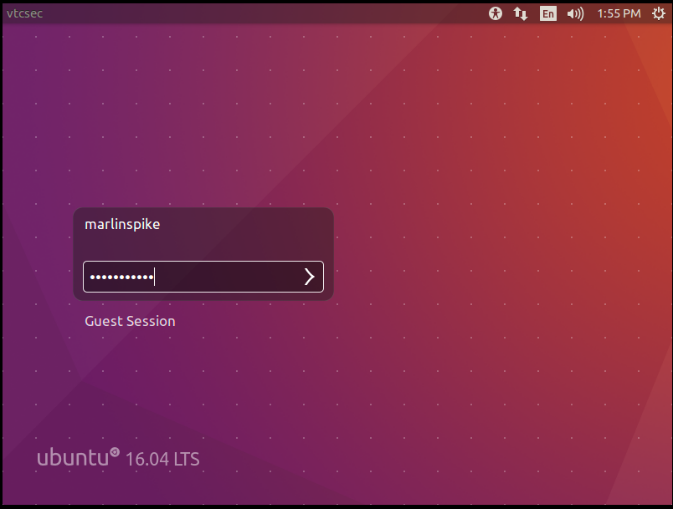 vtcsec En 1:55 PM
marlinspike
•••••••••••
Guest Session
ubuntu® 16.04 LTS